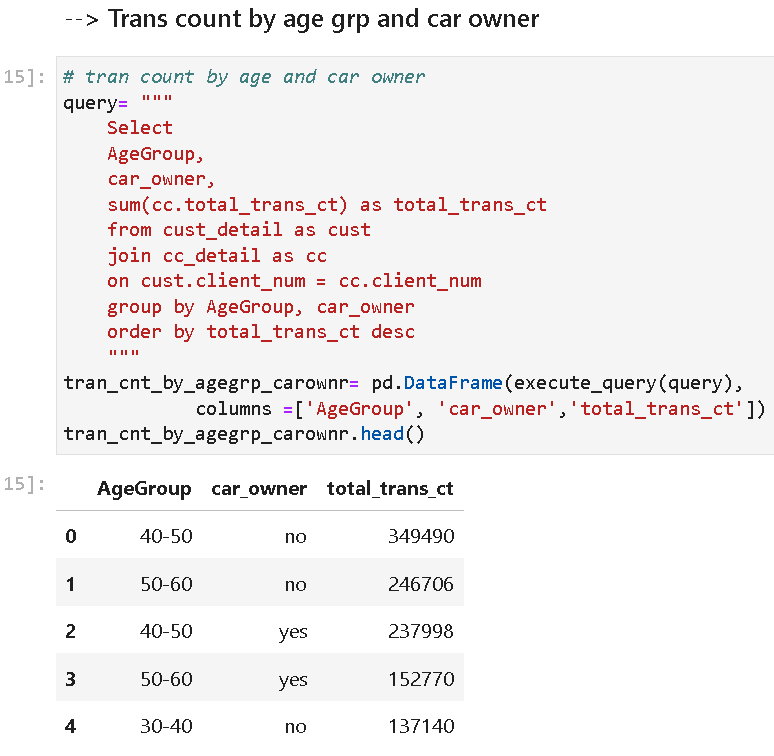 --> Trans count by age grp and car owner
15]: # tran count by age and car owner
query= """
Select
AgeGroup,
car_owner,
sum(cc.total_trans_ct) as total_trans_ct
from cust_detail as cust
join cc_detail as cc
on cust.client_num = cc.client_num
group by AgeGroup, car_owner
order by total_trans_ct desc
"""
tran_cnt_by_agegrp_carownr= pd.DataFrame(execute_query(query),
columns =['AgeGroup', 'car_owner','total_trans_ct'])
tran_cnt_by_agegrp_carownr.head()
15]: AgeGroup car_owner total_trans_ct
0 40-50 no 349490
1 50-60 no 246706
2 40-50 yes 237998
3 50-60 yes 152770
4 30-40 no 137140